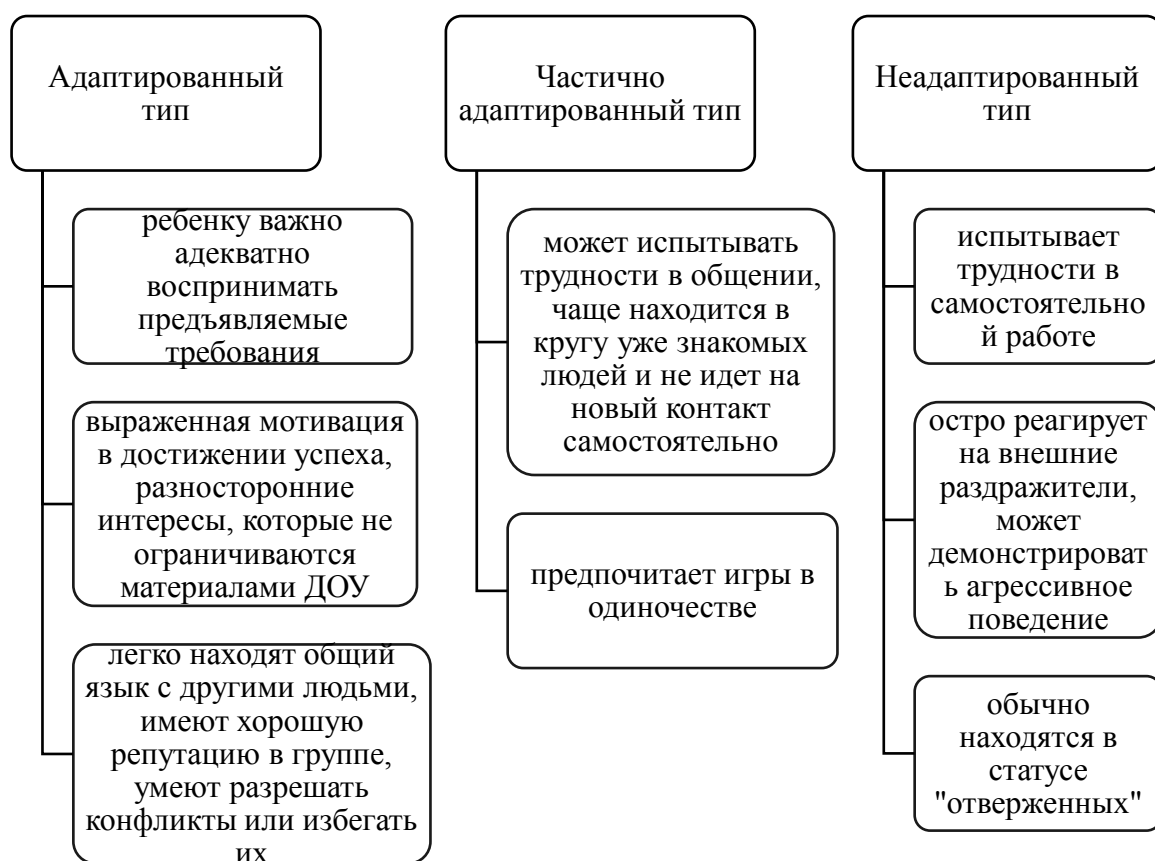 Адаптированный
тип
ребенку важно
адекватно
воспринимать
предъявляемые
требования
выраженная мотивация
в достижении успеха,
разносторонние
интересы, которые не
ограничиваются
материалами ДОУ
легко находят общий
язык с другими людьми,
имеют хорошую
репутацию в группе,
умеют разрешать
конфликты или избегать
их
Частично
адаптированный тип
может испытывать
трудности в общении,
чаще находится в
кругу уже знакомых
людей и не идет на
новый контакт
самостоятельно
предпочитает игры в
одиночестве
Неадаптированный
тип
испытывает
трудности в
самостоятельно
й работе
остро реагирует
на внешние
раздражители,
может
демонстрироват
ь агрессивное
поведение
обычно
находятся в
статусе
"отверженных"